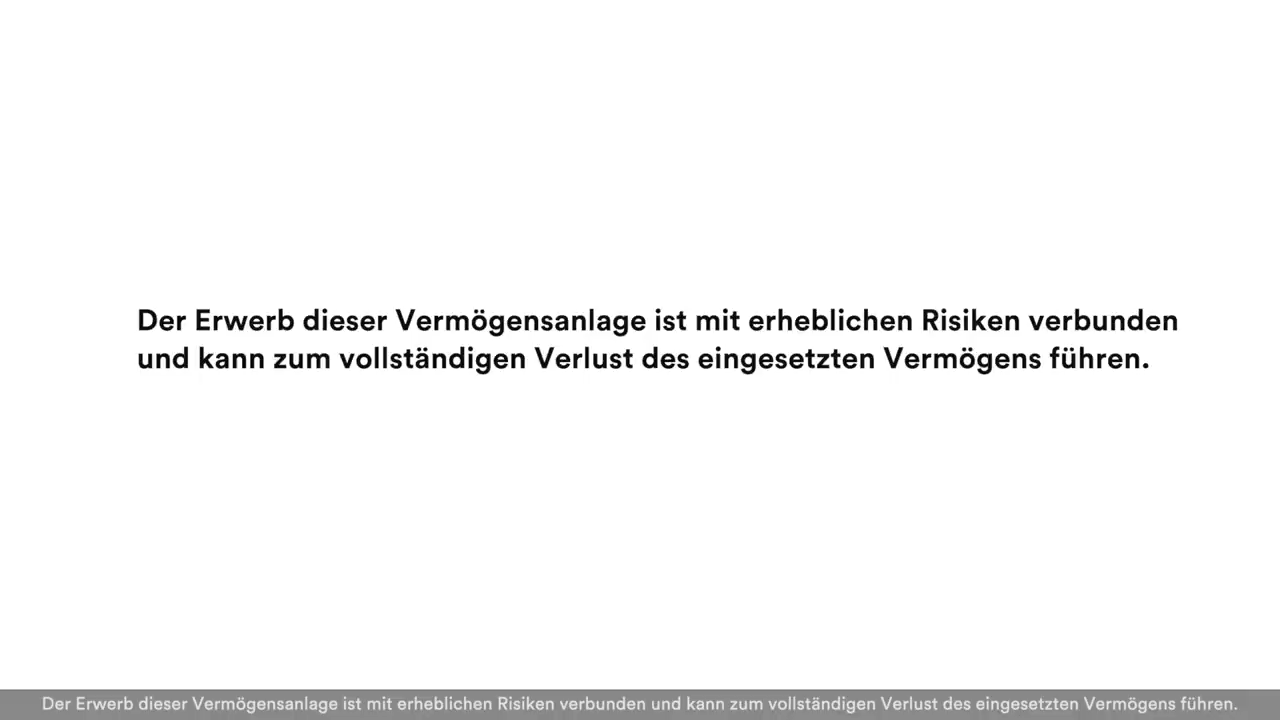 Der Erwerb dieser Vermögensanlage ist mit erheblichen Risiken verbunden
und kann zum vollständigen Verlust des eingesetzten Vermögens führen.
Der Erwerb dieser Vermögensanlage ist mit erheblichen Risiken verbunden und kann zum vollständigen Verlust des eingesetzten Vermögens führen.